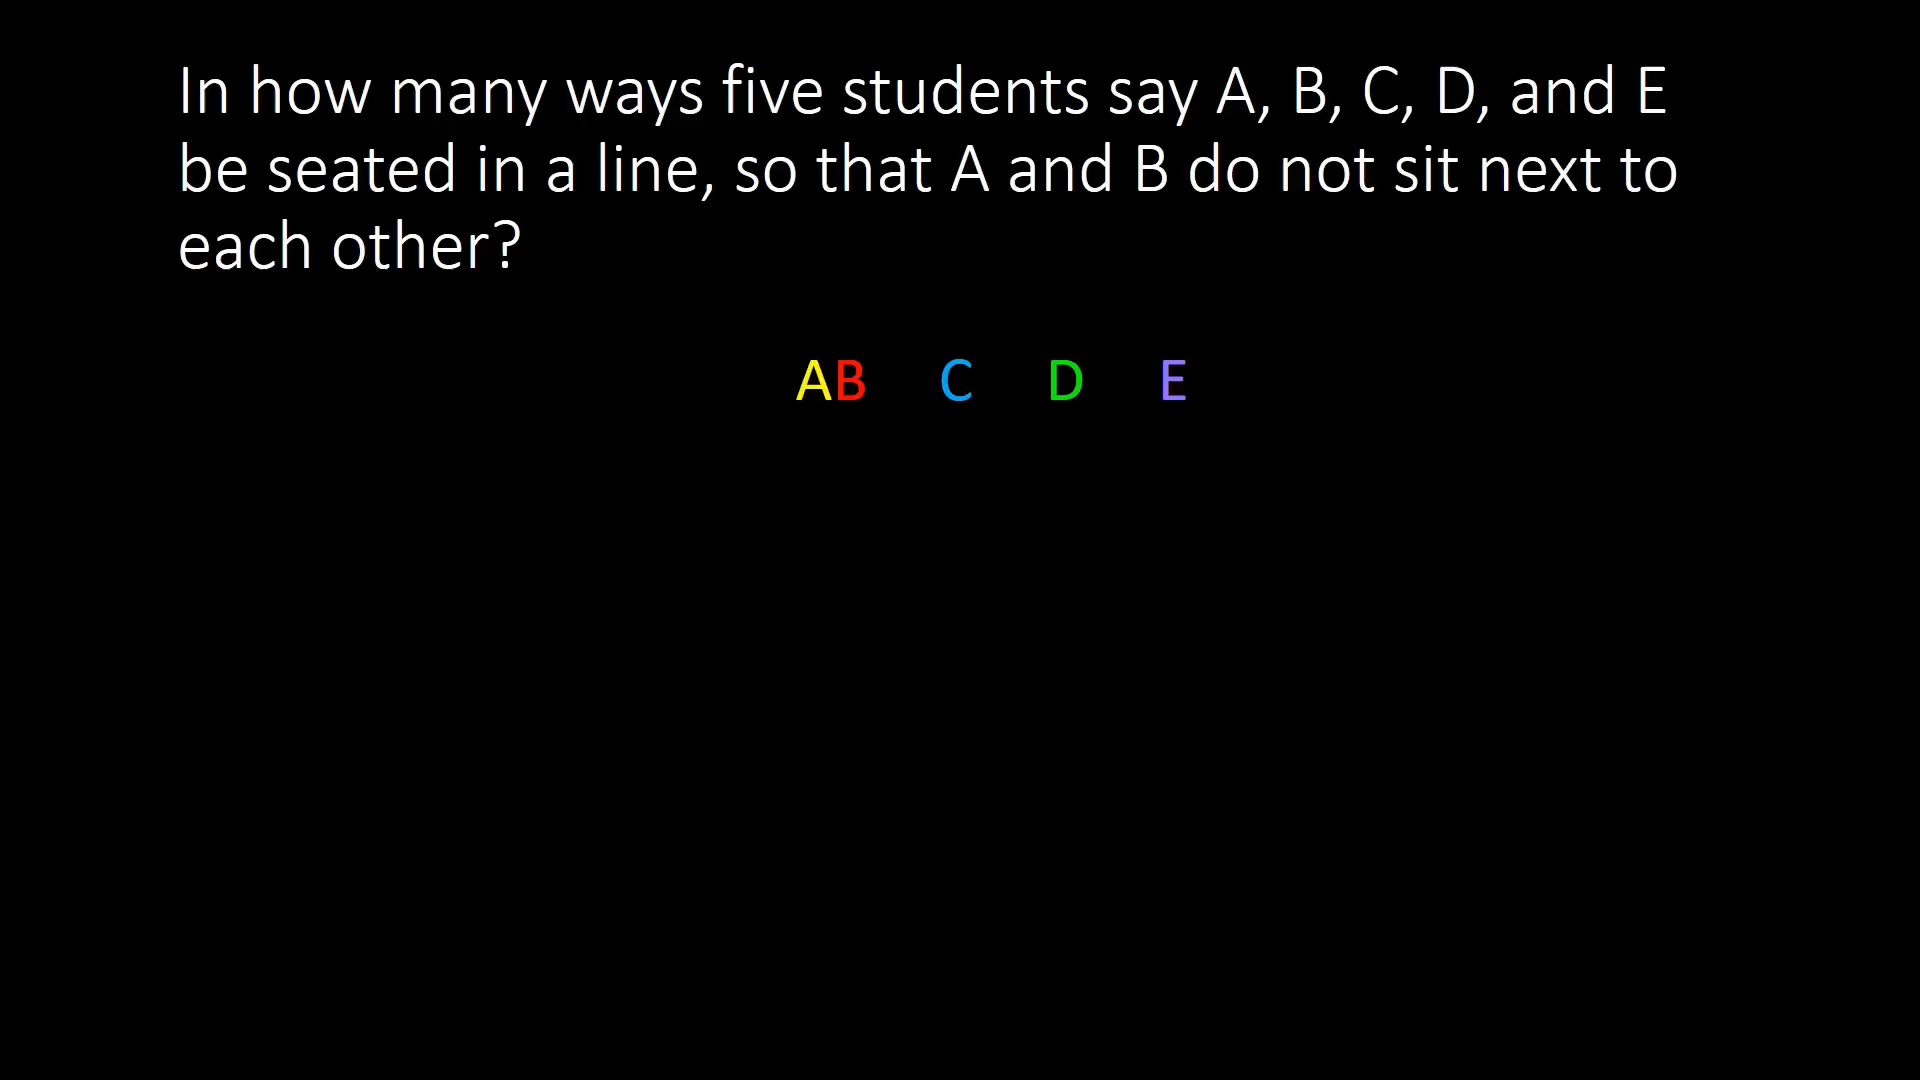 In how many ways five students say A, B, C, D, and E
be seated in a line, so that A and B do not sit next to
each other?
AB C D E